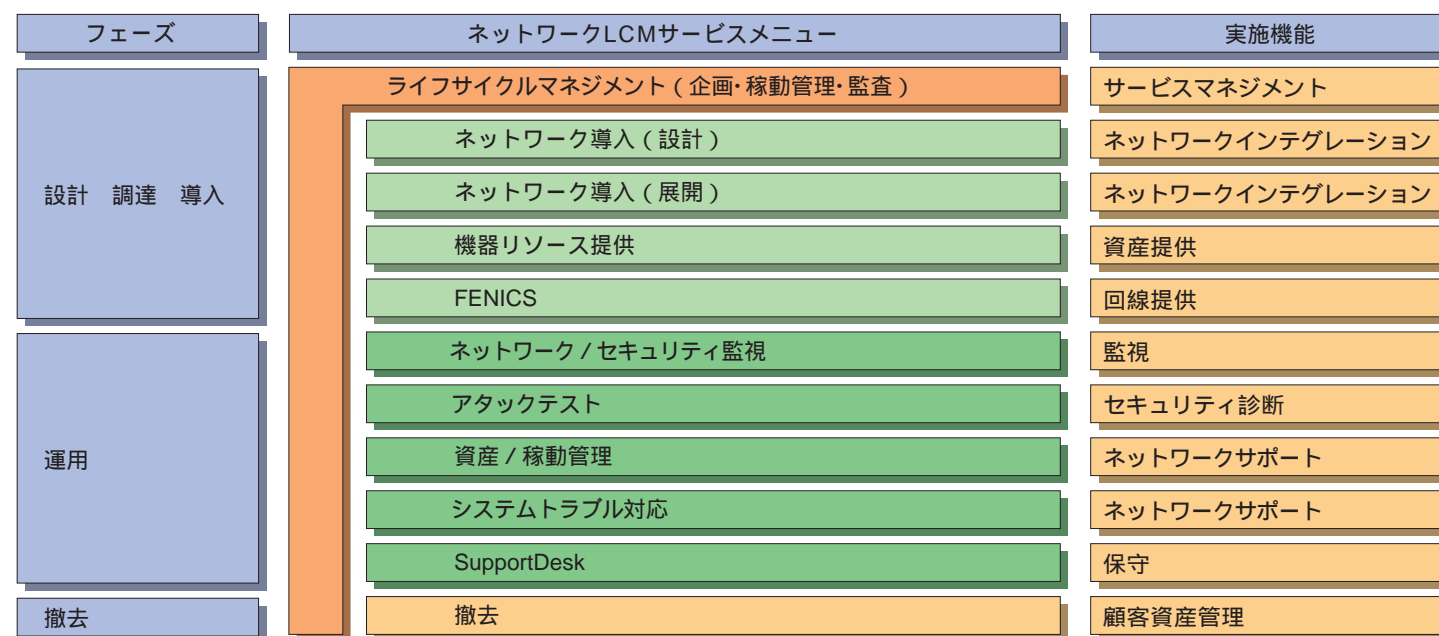 フェーズ
ネットワークLCMサービスメニュー
実施機能
設計　調達　導入
ライフサイクルマネジメント（企画・稼動管理・監査）
サービスマネジメント
ネットワーク導入（設計）
ネットワークインテグレーション
ネットワーク導入（展開）
ネットワークインテグレーション
機器リソース提供
資産提供
FENICS
回線提供
運用
ネットワーク／セキュリティ監視
監視
アタックテスト
セキュリティ診断
資産／稼動管理
ネットワークサポート
システムトラブル対応
ネットワークサポート
SupportDesk
保守
撤去
撤去
顧客資産管理